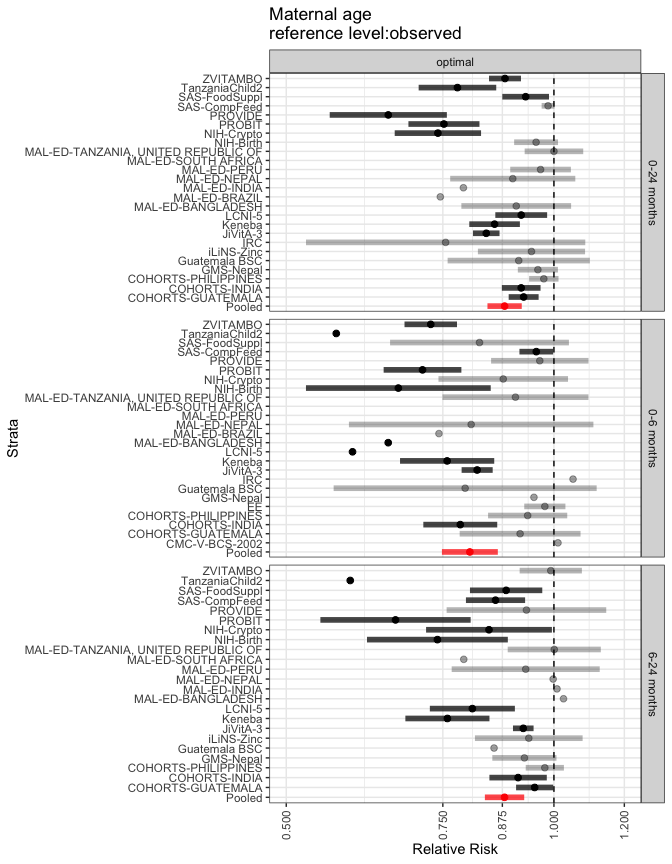 Maternal age
reference level:observed
optimal
ZVITAMBO
TanzaniaChild2
SAS-FoodSuppl
SAS-CompFeed
PROVIDE
PROBIT
NIH-Crypto
NIH-Birth
MAL-ED-TANZANIA, UNITED REPUBLIC OF
MAL-ED-SOUTH AFRICA
MAL-ED-PERU
MAL-ED-NEPAL
MAL-ED-INDIA
MAL-ED-BRAZIL
MAL-ED-BANGLADESH
LCNI-5
Keneba
JiVitA-3
IRC
iLiNS-Zinc
Guatemala BSC
GMS-Nepal
COHORTS-PHILIPPINES
COHORTS-INDIA
COHORTS-GUATEMALA
Pooled
0-24 months
ZVITAMBO
TanzaniaChild2
SAS-FoodSuppl
SAS-CompFeed
PROVIDE
PROBIT
NIH-Crypto
NIH-Birth
MAL-ED-TANZANIA, UNITED REPUBLIC OF
MAL-ED-SOUTH AFRICA
MAL-ED-PERU
MAL-ED-NEPAL
MAL-ED-BRAZIL
MAL-ED-BANGLADESH
LCNI-5
Keneba
JiVitA-3
IRC
Guatemala BSC
GMS-Nepal
EE
COHORTS-PHILIPPINES
COHORTS-INDIA
COHORTS-GUATEMALA
CMC-V-BCS-2002
Pooled
0-6 months
ZVITAMBO
TanzaniaChild2
SAS-FoodSuppl
SAS-CompFeed
PROVIDE
PROBIT
NIH-Crypto
NIH-Birth
MAL-ED-TANZANIA, UNITED REPUBLIC OF
MAL-ED-SOUTH AFRICA
MAL-ED-PERU
MAL-ED-NEPAL
MAL-ED-INDIA
MAL-ED-BANGLADESH
LCNI-5
Keneba
JiVitA-3
iLiNS-Zinc
Guatemala BSC
GMS-Nepal
COHORTS-PHILIPPINES
COHORTS-INDIA
COHORTS-GUATEMALA
Pooled
6-24 months
Strata
0.500
0.750
0.875
1.000
1.200
Relative Risk